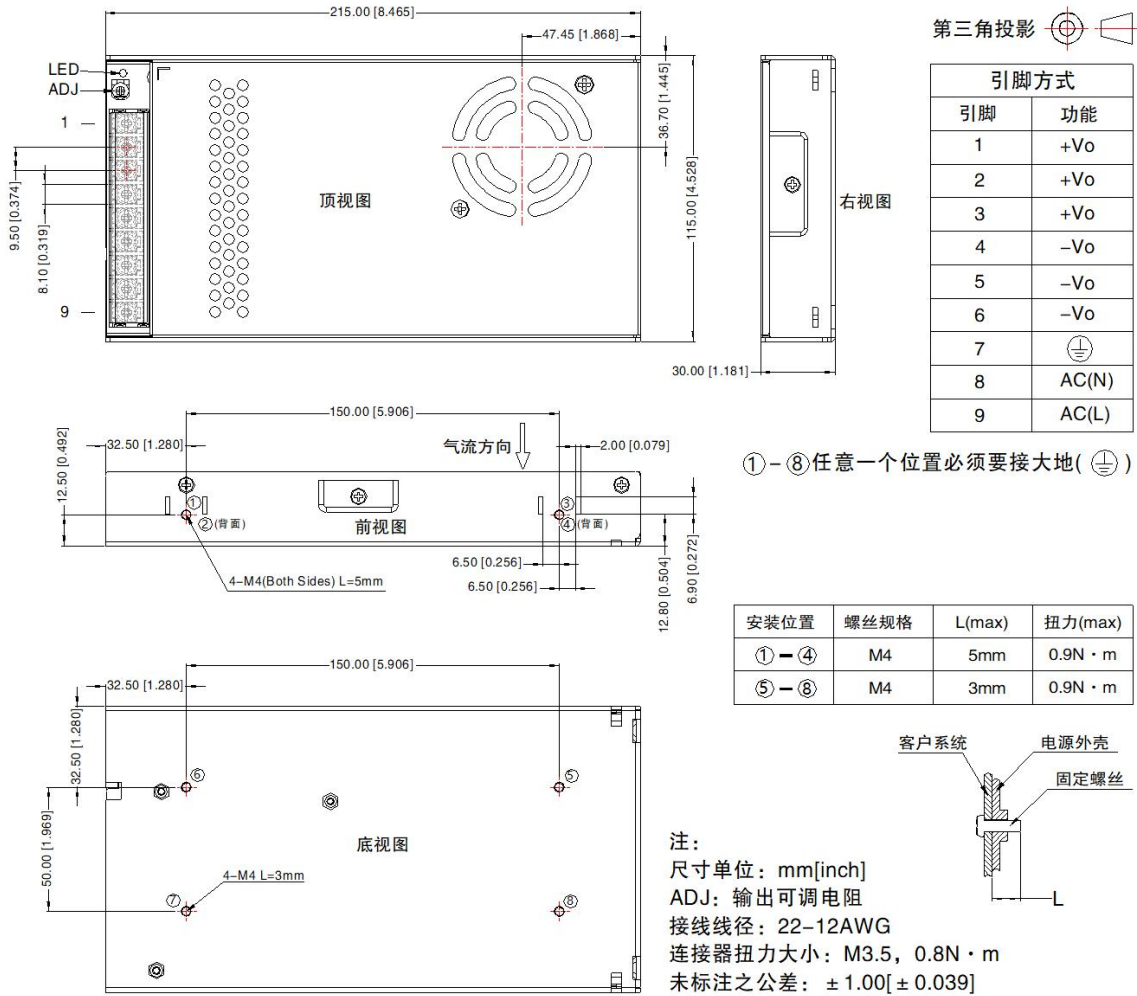 215.00 [8.465]
47.45 [1.868]
36.70 [1.445]
115.00 [4.528]
LED
ADJ
1
9
9.50 [0.374]
8.10 [0.319]
顶视图
右视图
30.00 [1.181]
第三角投影
引脚方式
引脚 功能
1 +Vo
2 +Vo
3 +Vo
4 −Vo
5 −Vo
6 −Vo
7
8 AC(N)
9 AC(L)
①－⑧任意一个位置必须要接大地( )
150.00 [5.906]
32.50 [1.280]
12.50 [0.492]
气流方向
2.00 [0.079]
①
②(背面)
前视图
③
④(背面)
4-M4(Both Sides) L=5mm
6.50 [0.256]
6.50 [0.256]
12.80 [0.504]
6.90 [0.272]
安装位置 螺丝规格 L(max) 扭力(max)
①－④ M4 5mm 0.9N・m
⑤－⑧ M4 3mm 0.9N・m
150.00 [5.906]
32.50 [1.280]
32.50 [1.280]
50.00 [1.969]
⑥
⑤
底视图
4-M4 L=3mm
⑦
⑧
客户系统
电源外壳
固定螺丝
L
注：
尺寸单位：mm[inch]
ADJ：输出可调电阻
接线线径：22−12AWG
连接器扭力大小：M3.5，0.8N・m
未标注之公差：±1.00[±0.039]